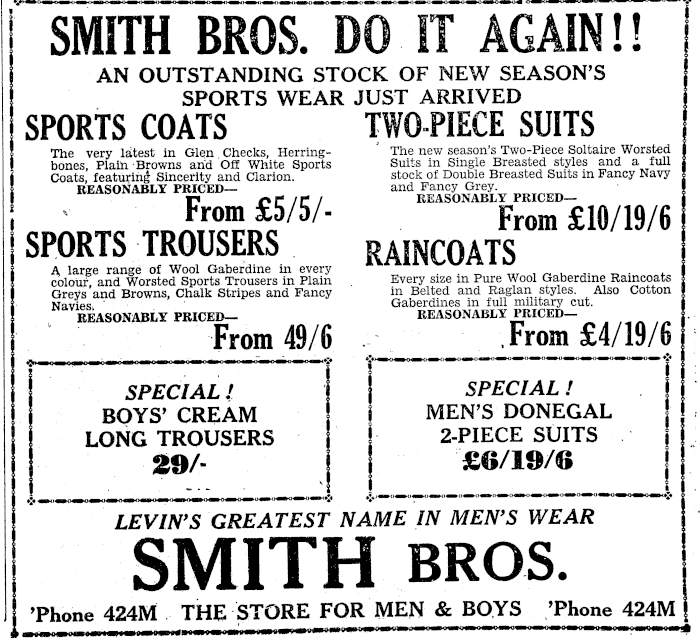 SMITH BROS. DO IT AGAIN!!
AN OUTSTANDING STOCK OF NEW SEASON'S
SPORTS WEAR JUST ARRIVED
SPORTS COATS
The very latest in Glen Checks, Herring-
bones, Plain Browns and Off White Sports
Coats, featuring Sincerity and Clarion.
REASONABLY PRICED—
From £5/5/-
SPORTS TROUSERS
A large range of Wool Gaberdine in every
colour, and Worsted Sports Trousers in Plain
Greys and Browns, Chalk Stripes and Fancy
Navies.
REASONABLY PRICED—
From 49/6
TWO-PIECE SUITS
The new season's Two-Piece Soltaire Worsted
Suits in Single Breasted styles and a full
stock of Double Breasted Suits in Fancy Navy
and Fancy Grey.
REASONABLY PRICED—
From £10/19/6
RAINCOATS
Every size in Pure Wool Gaberdine Raincoats
in Belted and Raglan styles. Also Cotton
Gaberdines in full military cut.
REASONABLY PRICED—
From £4/19/6
SPECIAL!
BOYS' CREAM
LONG TROUSERS
29/-
SPECIAL!
MEN'S DONEGAL
2-PIECE SUITS
£6/19/6
LEVIN'S GREATEST NAME IN MEN'S WEAR
SMITH BROS.
'Phone 424M THE STORE FOR MEN & BOYS 'Phone 424M